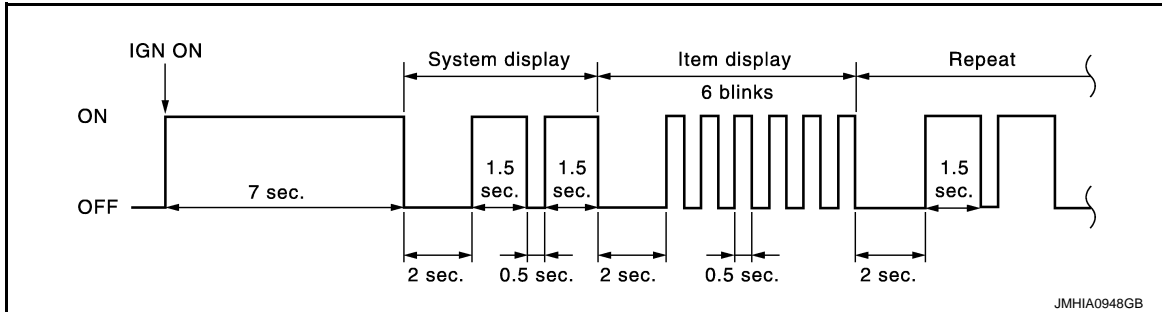 IGN ON
System display
Item display
Repeat
6 blinks
ON
1.5 sec.
1.5 sec.
1.5 sec.
7 sec.
OFF
2 sec.
0.5 sec.
2 sec.
0.5 sec.
2 sec.
JMHIA0948GB